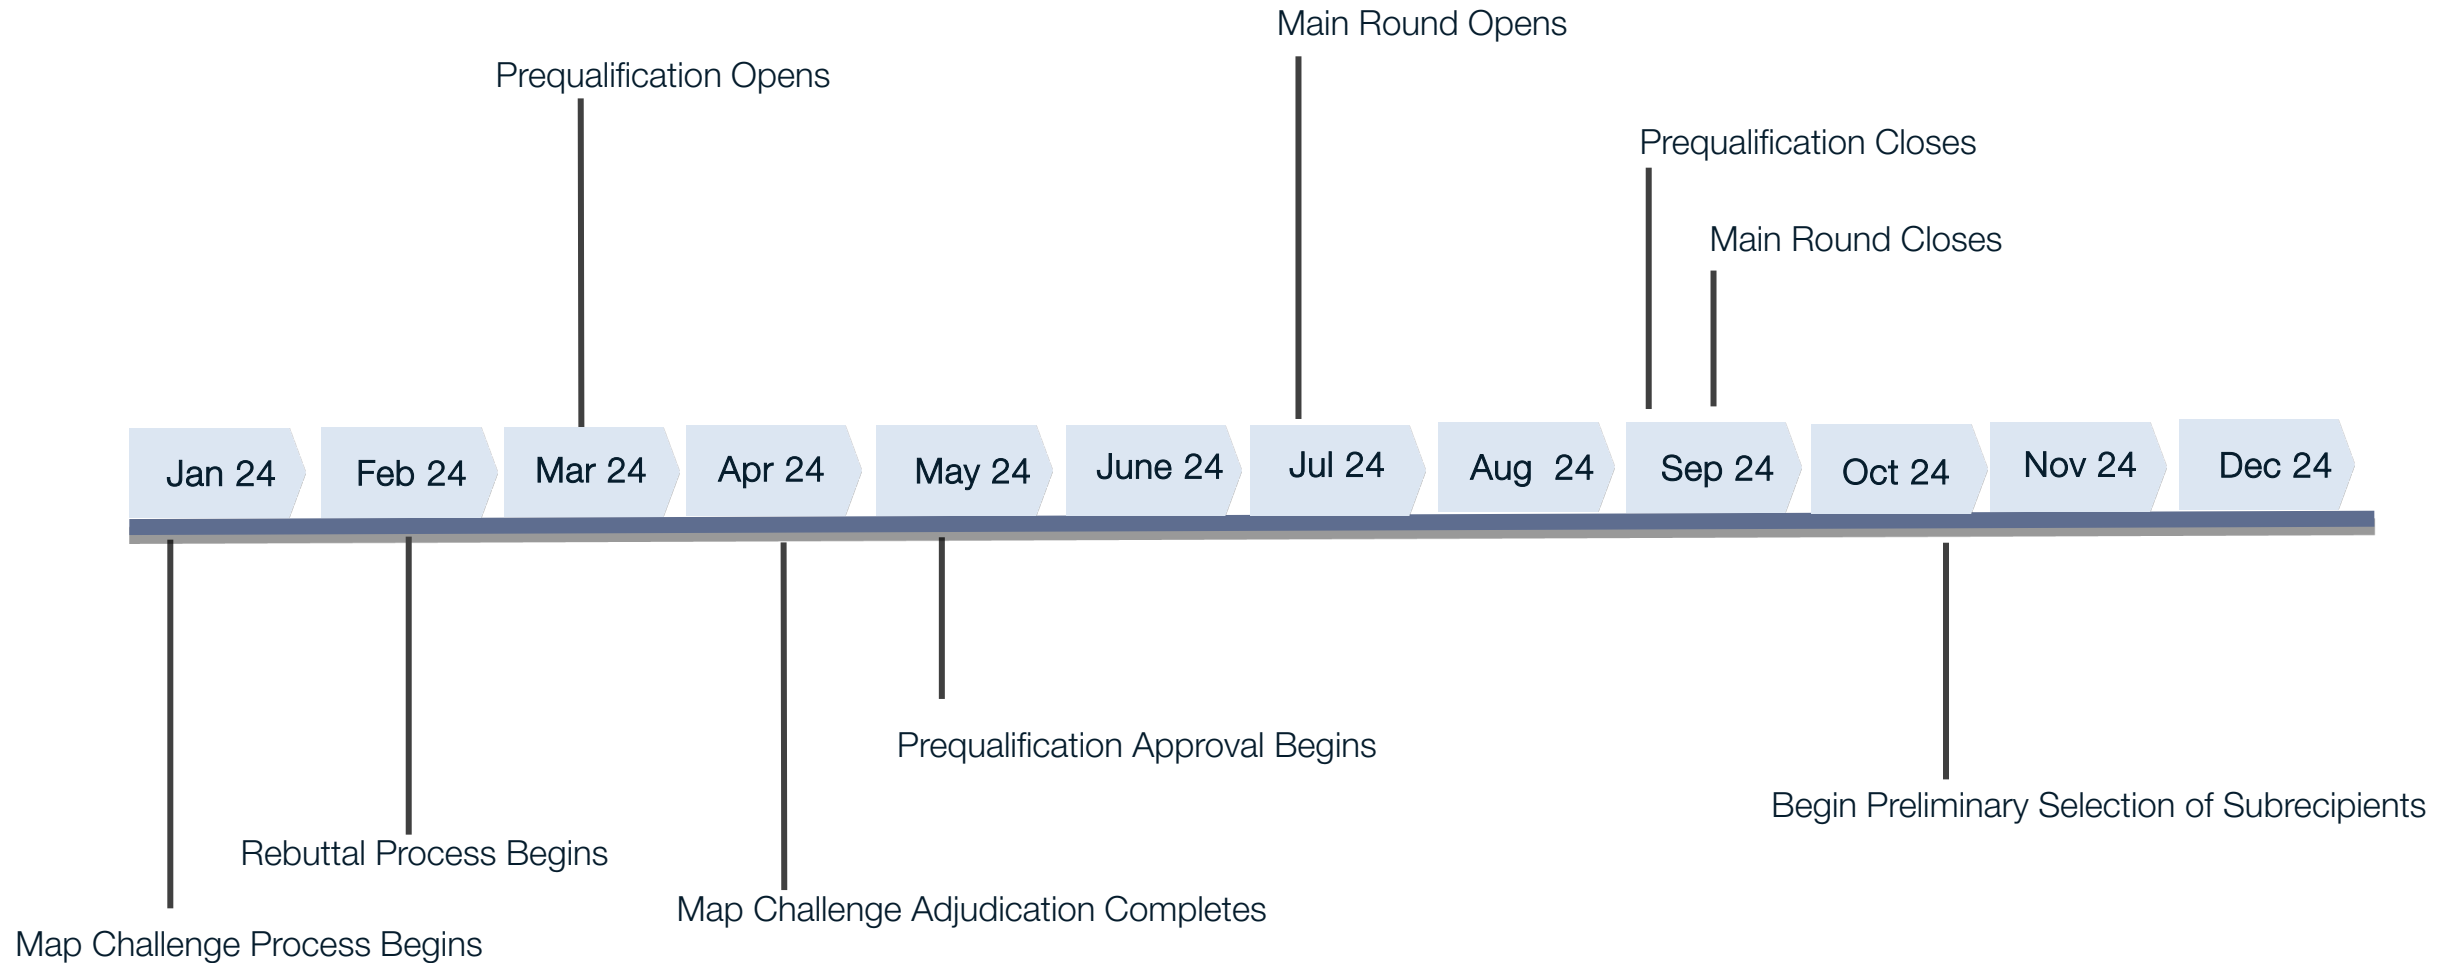 Main Round Opens
Prequalification Opens
Prequalification Closes
Main Round Closes
Jan 24
Feb 24
Mar 24
Apr 24
May 24
June 24
Jul 24
Aug  24
Sep 24
Oct 24
Nov 24
Dec 24
Prequalification Approval Begins
Begin Preliminary Selection of Subrecipients
Rebuttal Process Begins
Map Challenge Adjudication Completes
Map Challenge Process Begins